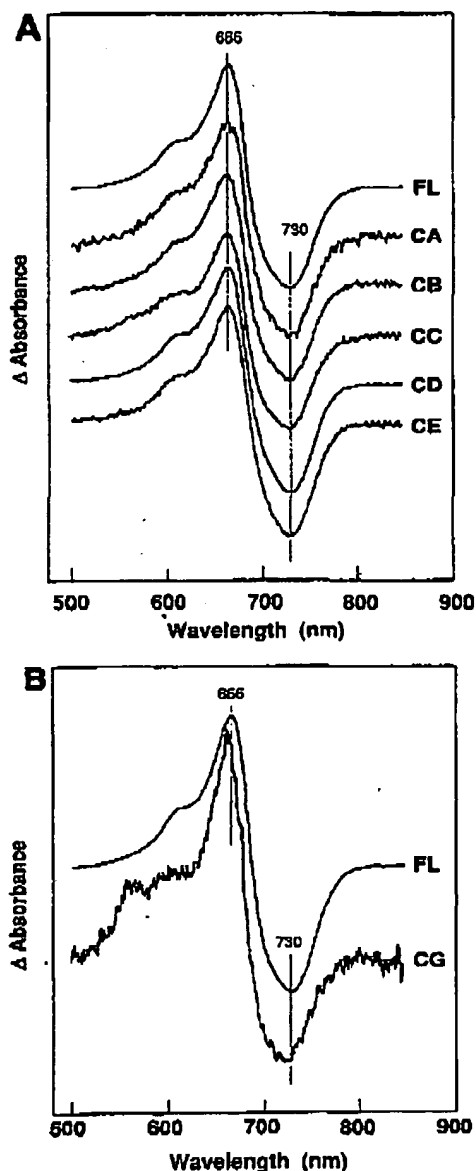 A
666
730
FL
CA
CB
CC
CD
CE
Δ Absorbance
500 600 700 800 900
Wavelength (nm)
B
666
730
FL
CG
Δ Absorbance
500 600 700 800 900
Wavelength (nm)